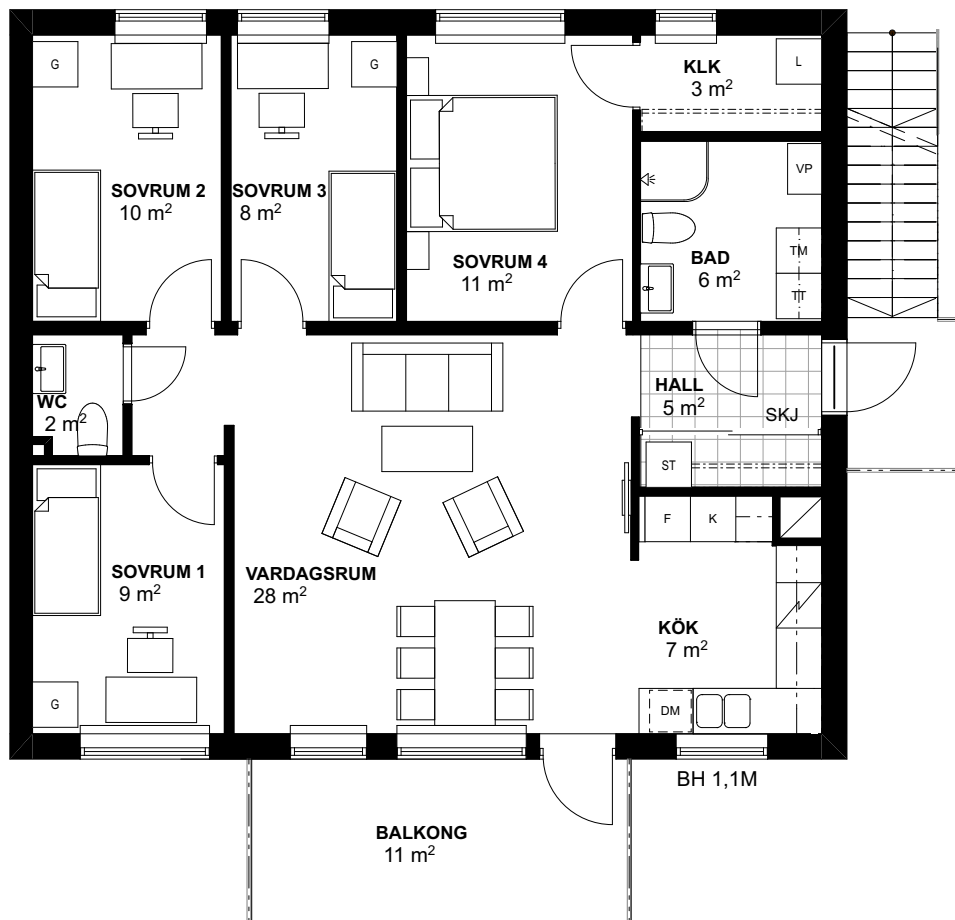 G
G
KLK
3 m²
L
VP
SOVRUM 2
10 m²
SOVRUM 3
8 m²
SOVRUM 4
11 m²
BAD
6 m²
TM
TT
WC
2 m²
HALL
5 m²
SKJ
ST
F
K
SOVRUM 1
9 m²
VARDAGSRUM
28 m²
KÖK
7 m²
G
DM
BH 1,1M
BALKONG
11 m²